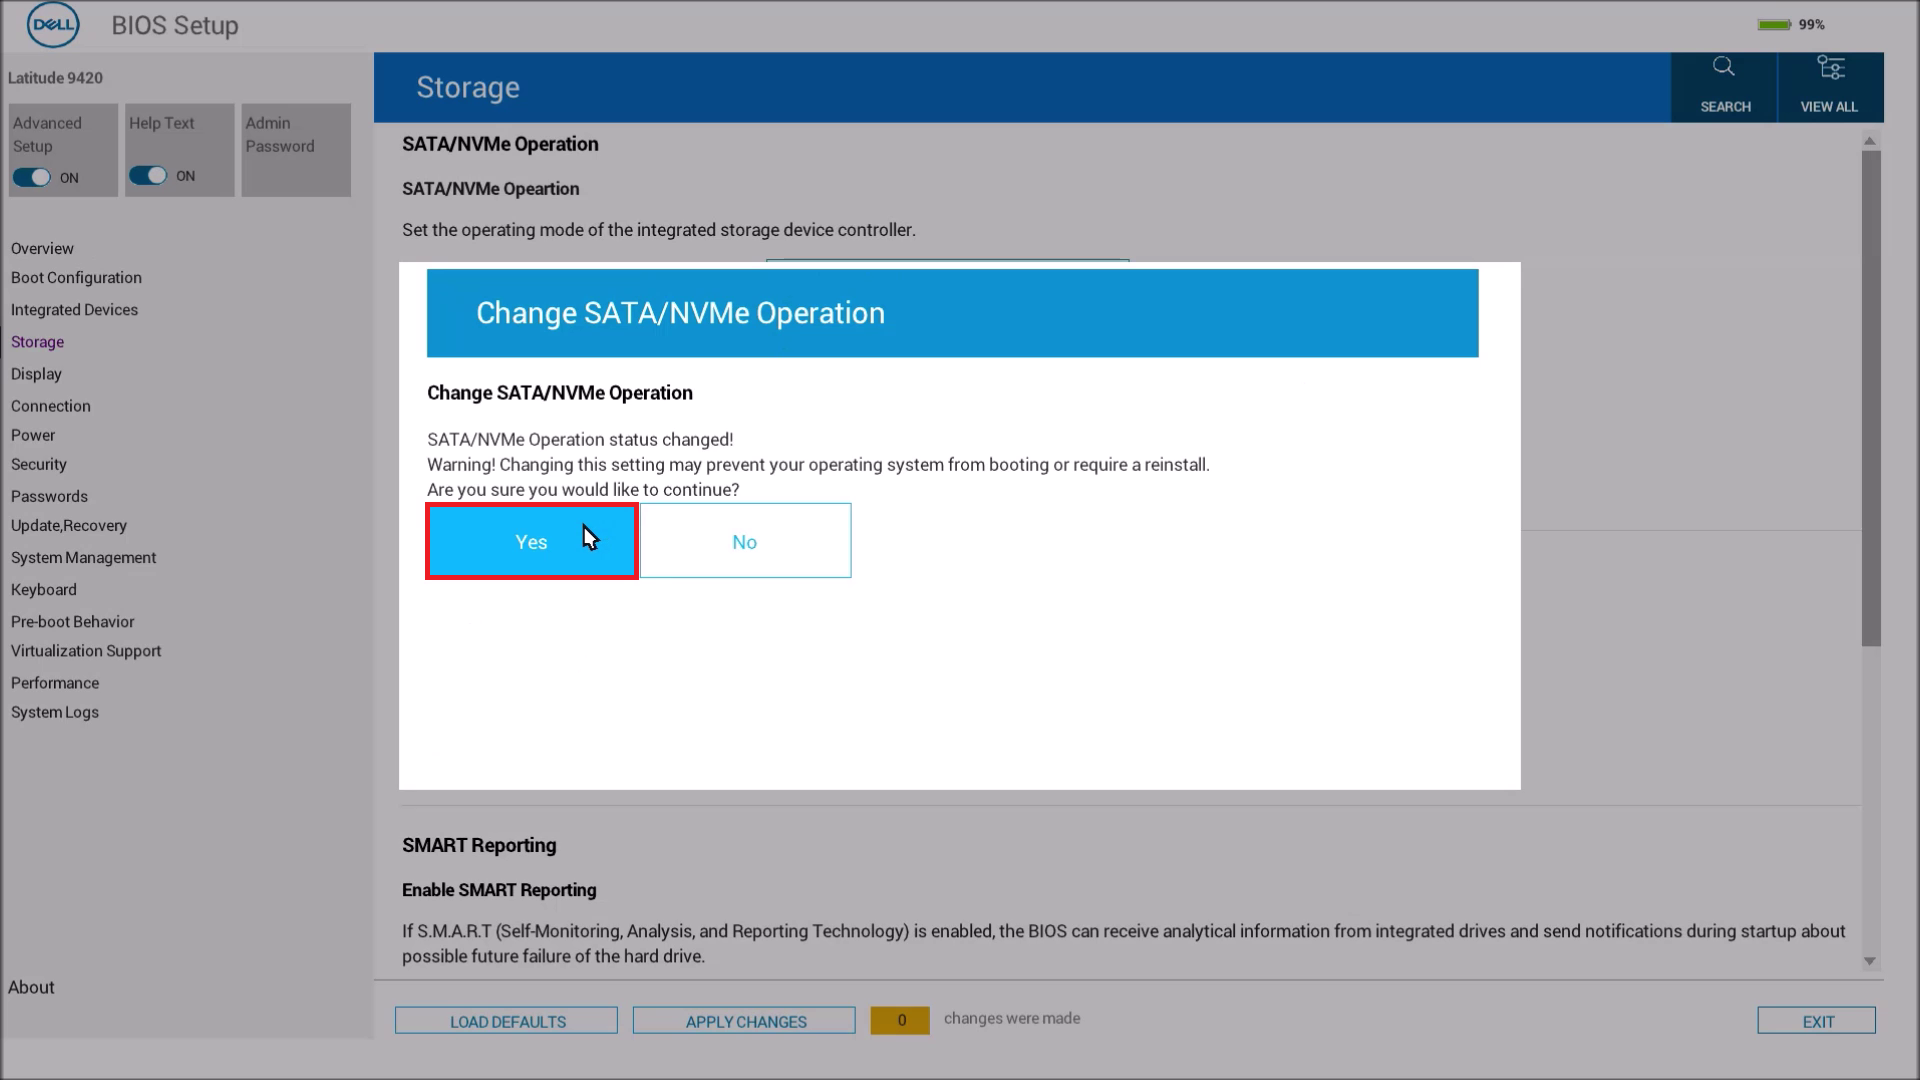 DELL
BIOS Setup
99%
Latitude 9420
Advanced
Setup
ON
Help Text
ON
Admin
Password
Overview
Boot Configuration
Integrated Devices
Storage
Display
Connection
Power
Security
Passwords
Update,Recovery
System Management
Keyboard
Pre-boot Behavior
Virtualization Support
Performance
System Logs
About
Storage
SEARCH
VIEW ALL
SATA/NVMe Operation
SATA/NVMe Opeartion
Set the operating mode of the integrated storage device controller.
Change SATA/NVMe Operation
Change SATA/NVMe Operation
SATA/NVMe Operation status changed!
Warning! Changing this setting may prevent your operating system from booting or require a reinstall.
Are you sure you would like to continue?
Yes
No
SMART Reporting
Enable SMART Reporting
If S.M.A.R.T (Self-Monitoring, Analysis, and Reporting Technology) is enabled, the BIOS can receive analytical information from integrated drives and send notifications during startup about
possible future failure of the hard drive.
LOAD DEFAULTS
APPLY CHANGES
0
changes were made
EXIT